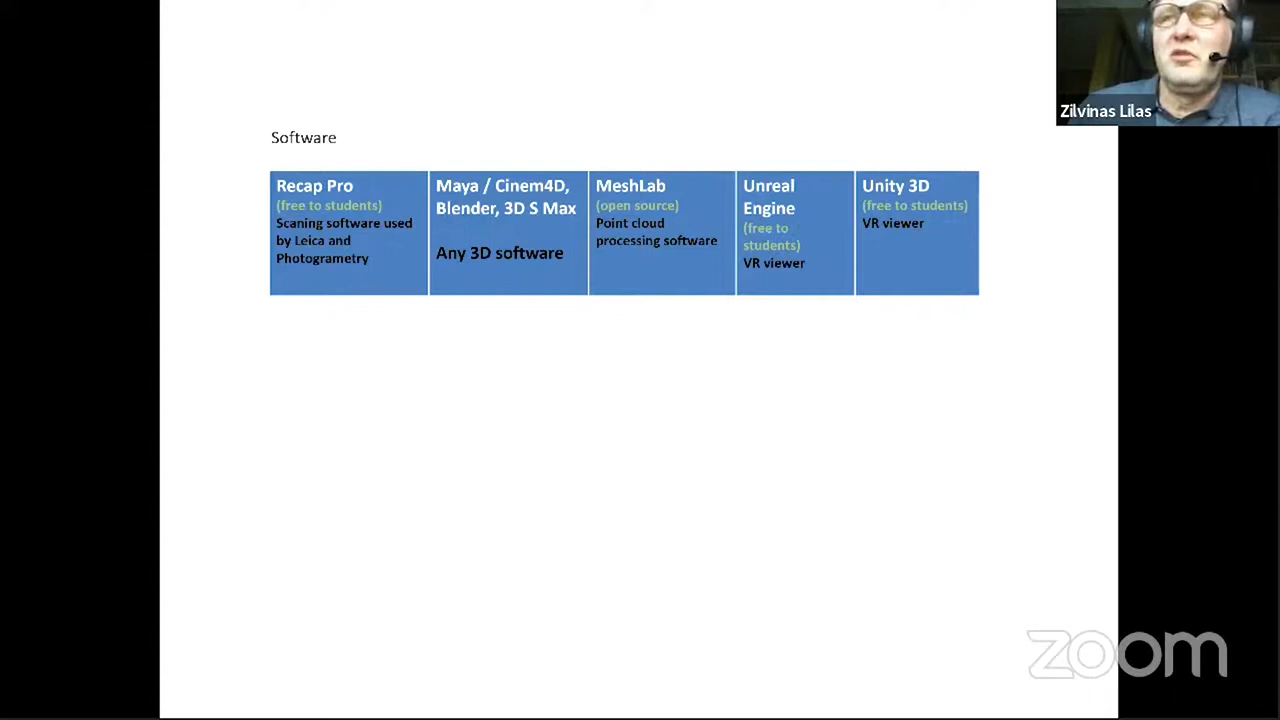 Zilvinas Lilas
Software
Recap Pro
(free to students)
Scaning software used
by Leica and
Photogrametry
Maya / Cinem4D,
Blender, 3D S Max
Any 3D software
MeshLab
(open source)
Point cloud
processing software
Unreal
Engine
(free to
students)
VR viewer
Unity 3D
(free to students)
VR viewer
zoom